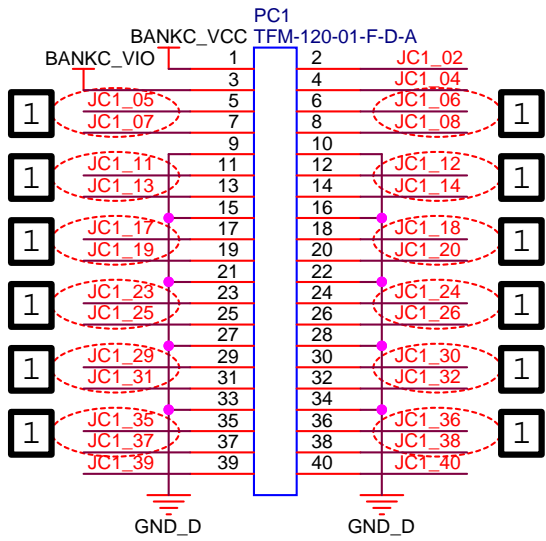 PC1
BANKC_VCC TFM-120-01-F-D-A
1 2 JC1_02
BANKC_VIO
3 4 JC1_04
1 JC1_05 5 6 JC1_06 1
JC1_07 7 8 JC1_08
9 10
1 JC1_11 11 12 JC1_12 1
JC1_13 13 14 JC1_14
15 16
1 JC1_17 17 18 JC1_18 1
JC1_19 19 20 JC1_20
21 22
1 JC1_23 23 24 JC1_24 1
JC1_25 25 26 JC1_26
27 28
1 JC1_29 29 30 JC1_30 1
JC1_31 31 32 JC1_32
33 34
1 JC1_35 35 36 JC1_36 1
JC1_37 37 38 JC1_38
JC1_39 39 40 JC1_40
GND_D GND_D